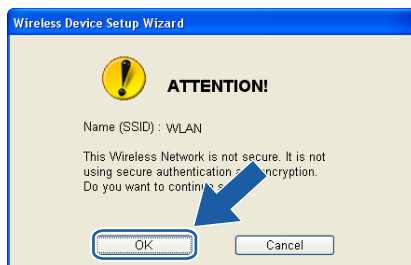 Wireless Device Setup Wizard
ATTENTION!
Name (SSID) : WLAN
This Wireless Network is not secure. It is not
using secure authentication encryption.
Do you want to
OK
Cancel